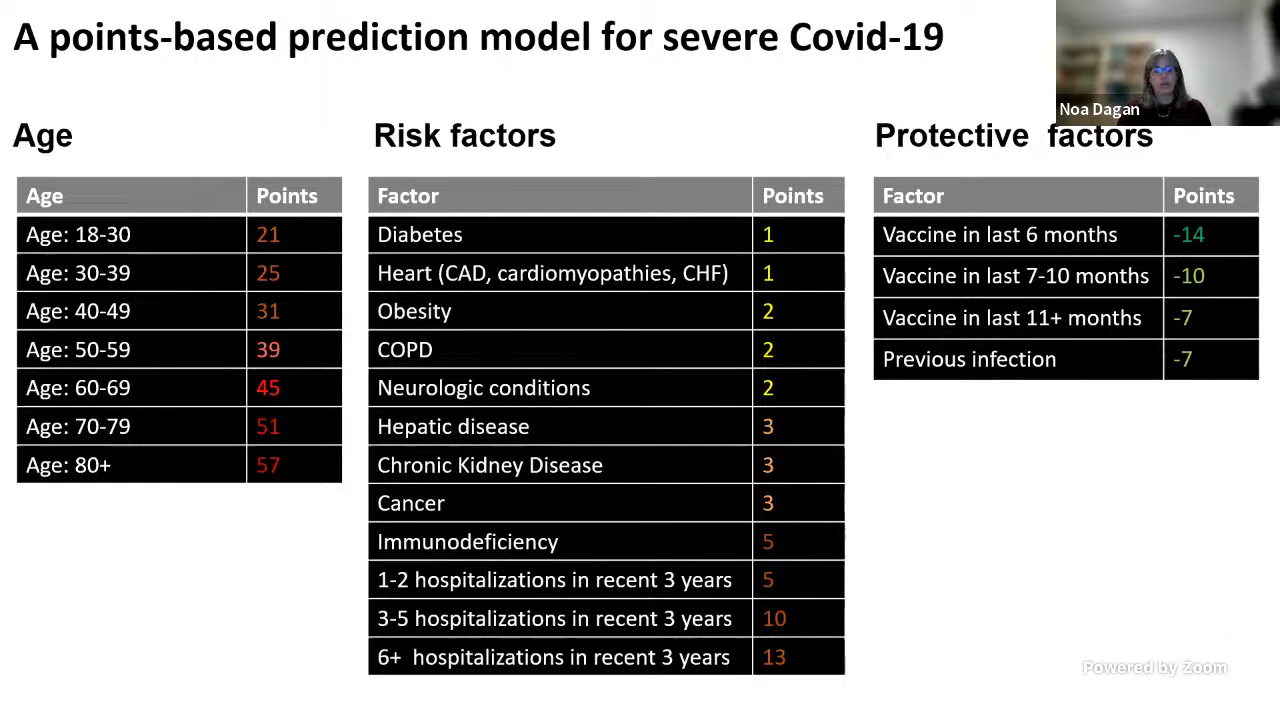 A points-based prediction model for severe Covid-19
Noa Dagan
Age
Age Points
Age: 18-30 21
Age: 30-39 25
Age: 40-49 31
Age: 50-59 39
Age: 60-69 45
Age: 70-79 51
Age: 80+ 57
Risk factors
Factor Points
Diabetes 1
Heart (CAD, cardiomyopathies, CHF) 1
Obesity 2
COPD 2
Neurologic conditions 2
Hepatic disease 3
Chronic Kidney Disease 3
Cancer 3
Immunodeficiency 5
1-2 hospitalizations in recent 3 years 5
3-5 hospitalizations in recent 3 years 10
6+ hospitalizations in recent 3 years 13
Protective factors
Factor Points
Vaccine in last 6 months -14
Vaccine in last 7-10 months -10
Vaccine in last 11+ months -7
Previous infection -7
Powered by Zoom